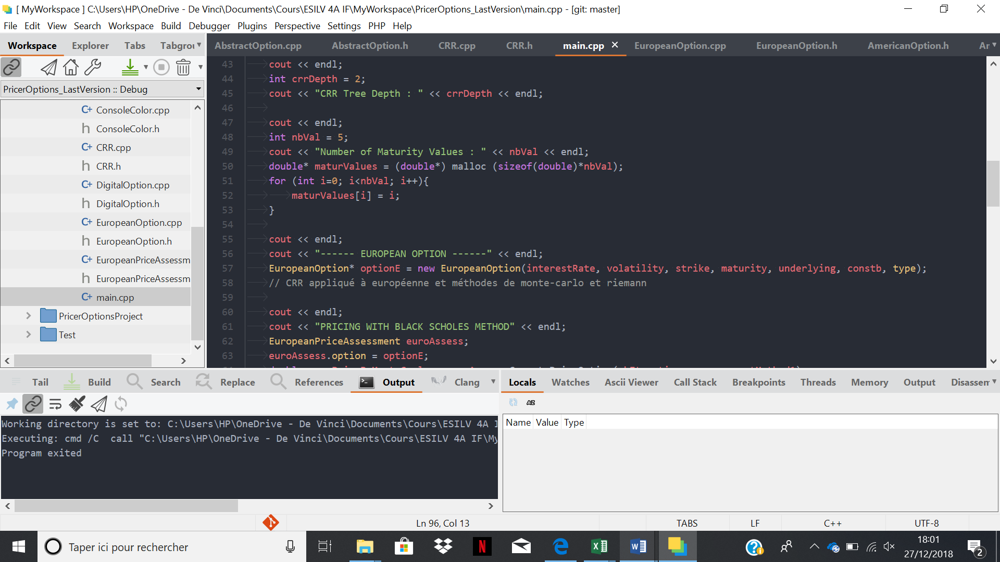 [ MyWorkspace ] C:\Users\HP\OneDrive - De Vinci\Documents\Cours\ESILV 4A IF\MyWorkspace\PricerOptions_LastVersion\main.cpp - [git: master]
File Edit View Search Workspace Build Debugger Plugins Perspective Settings PHP Help
Workspace Explorer Tabs Tabgrou
AbstractOption.cpp AbstractOption.h CRR.cpp CRR.h main.cpp EuropeanOption.cpp EuropeanOption.h AmericanOption.h
PricerOptions_LastVersion :: Debug
ConsoleColor.cpp
ConsoleColor.h
CRR.cpp
CRR.h
DigitalOption.cpp
DigitalOption.h
EuropeanOption.cpp
EuropeanOption.h
EuropeanPriceAssessm
EuropeanPriceAssessm
main.cpp
PricerOptionsProject
Test
43 cout << endl;
44 int crrDepth = 2;
45 cout << "CRR Tree Depth : " << crrDepth << endl;
46
47 cout << endl;
48 int nbVal = 5;
49 cout << "Number of Maturity Values : " << nbVal << endl;
50 double* maturValues = (double*) malloc (sizeof(double)*nbVal);
51 for (int i=0; i<nbVal; i++){
52 maturValues[i] = i;
53 }
54
55 cout << endl;
56 cout << "------ EUROPEAN OPTION ------" << endl;
57 EuropeanOption* optionE = new EuropeanOption(interestRate, volatility, strike, maturity, underlying, constb, type);
58 // CRR appliqué à européenne et méthodes de monte-carlo et riemann
59
60 cout << endl;
61 cout << "PRICING WITH BLACK SCHOLES METHOD" << endl;
62 EuropeanPriceAssessment euroAssess;
63 euroAssess.option = optionE;
Tail Build Search Replace References Output Clang
Working directory is set to: C:\Users\HP\OneDrive - De Vinci\Documents\Cours\ESILV 4A I
Executing: cmd /C call "C:\Users\HP\OneDrive - De Vinci\Documents\Cours\ESILV 4A IF\My
Program exited
Locals Watches Ascii Viewer Call Stack Breakpoints Threads Memory Output Disassem
Name Value Type
Ln 96, Col 13 TABS LF C++ UTF-8
Taper ici pour rechercher
18:01
27/12/2018
2